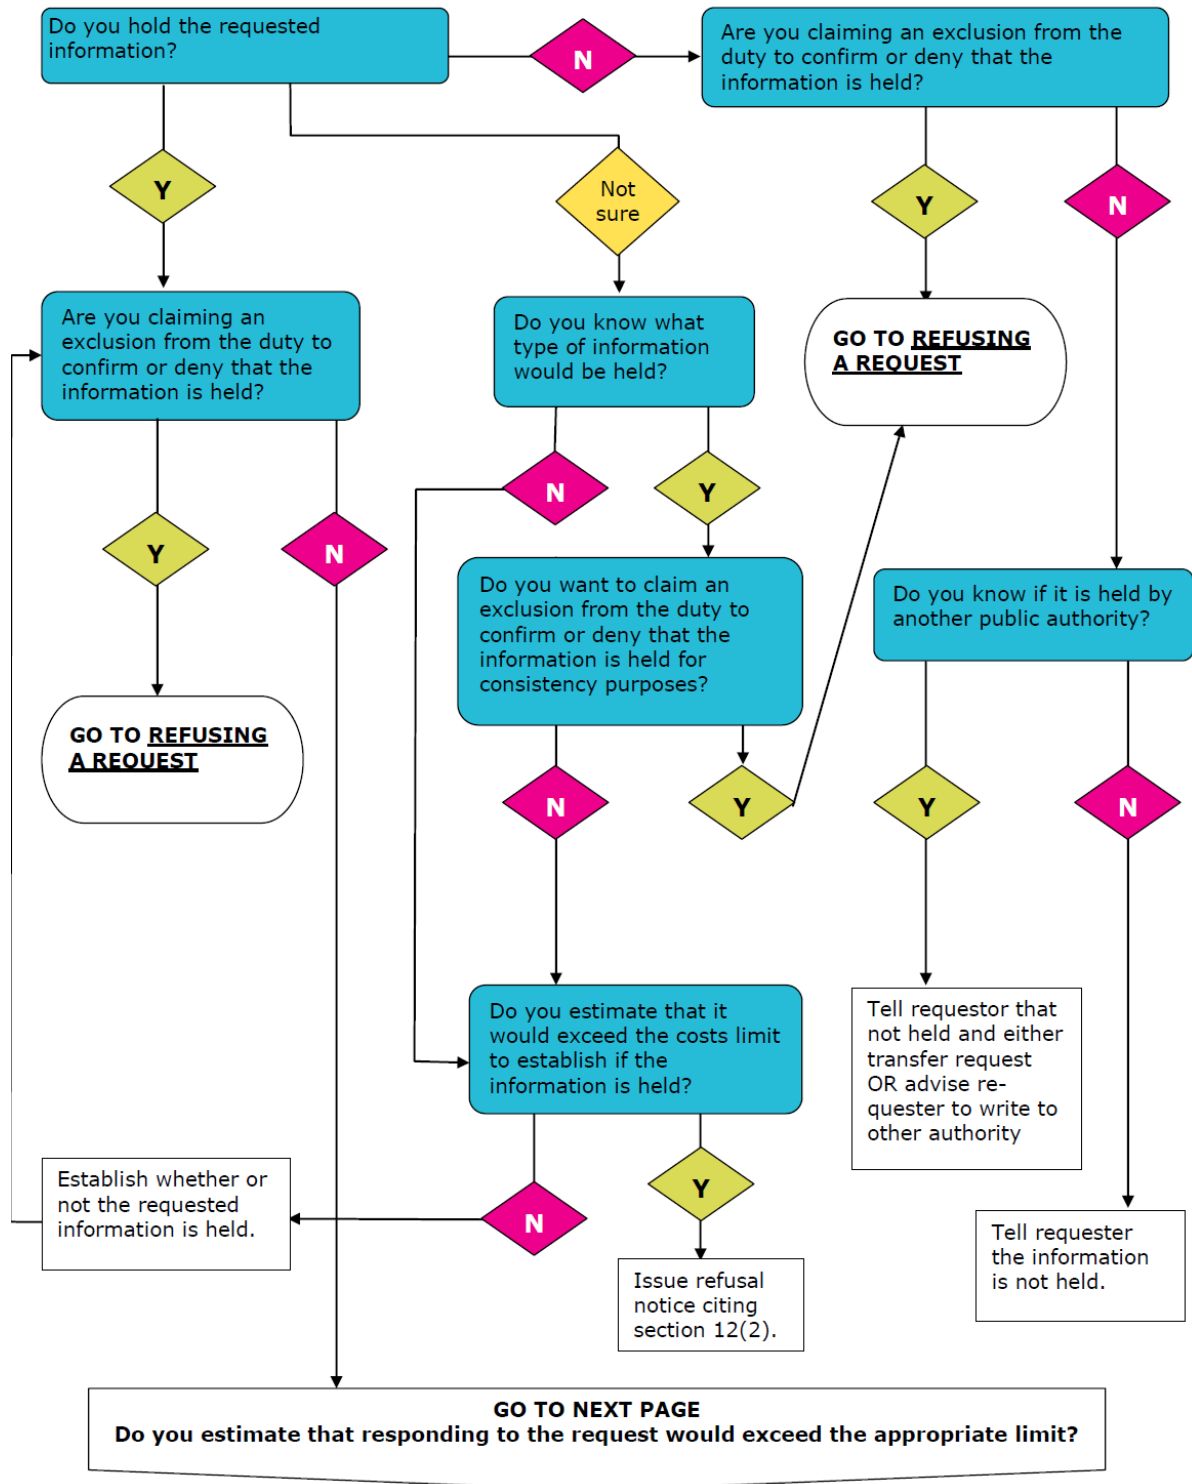 Do you hold the requested
information?
N
Are you claiming an exclusion from the
duty to confirm or deny that the
information is held?
Y
Not
sure
Y
N
Are you claiming an
exclusion from the duty to
confirm or deny that the
information is held?
Do you know what
type of information
would be held?
GO TO REFUSING
A REQUEST
N
Y
Y
N
Do you want to claim an
exclusion from the duty to
confirm or deny that the
information is held for
consistency purposes?
Do you know if it is held by
another public authority?
GO TO REFUSING
A REQUEST
N
Y
Y
N
Do you estimate that it
would exceed the costs limit
to establish if the
information is held?
Tell requestor that
not held and either
transfer request
OR advise re-
quester to write to
other authority
Establish whether or
not the requested
information is held.
N
Y
Tell requester
the information
is not held.
Issue refusal
notice citing
section 12(2).
GO TO NEXT PAGE
Do you estimate that responding to the request would exceed the appropriate limit?